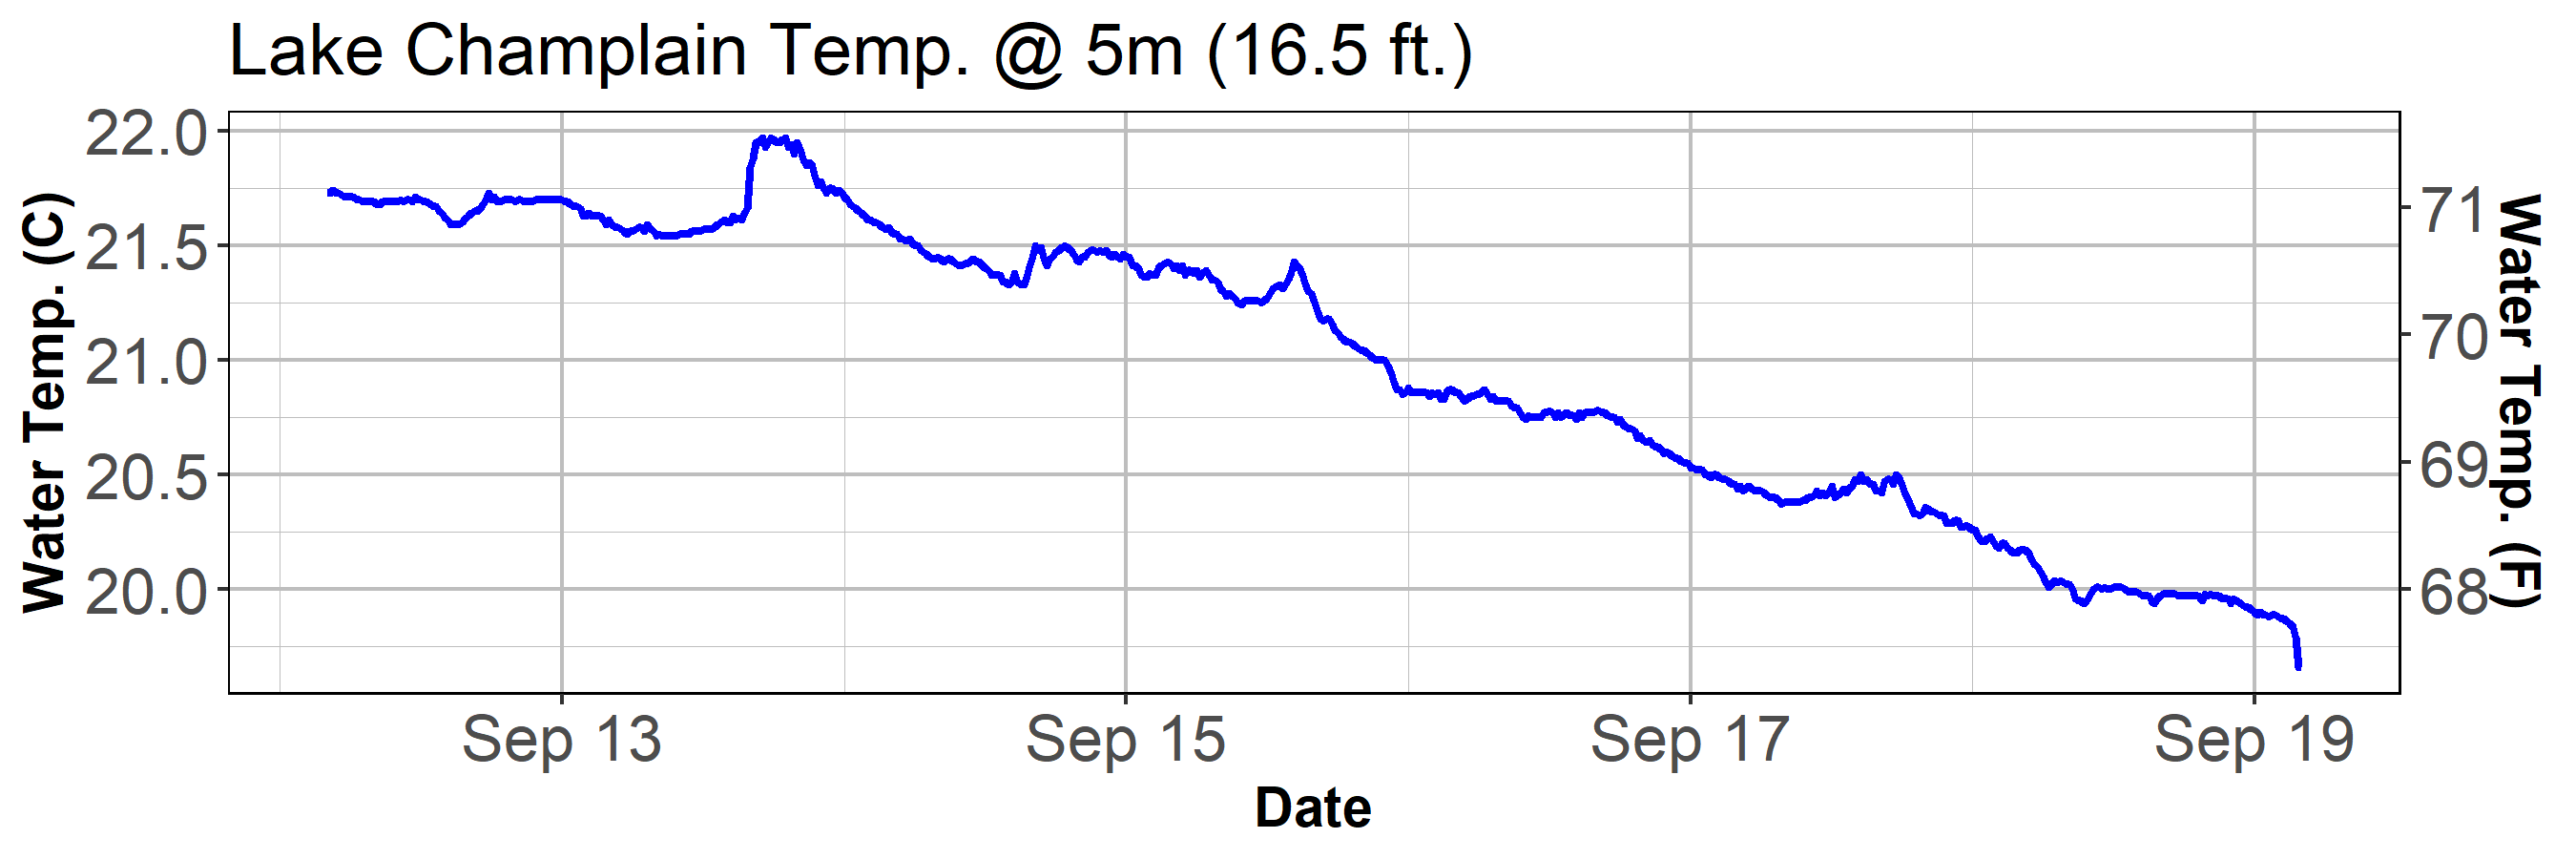 Lake Champlain Temp. @ 5m (16.5 ft.)
Water Temp. (C)
22.0
21.5
21.0
20.5
20.0
71
70
69
68
Water Temp. (F)
Sep 13 Sep 15 Sep 17 Sep 19
Date